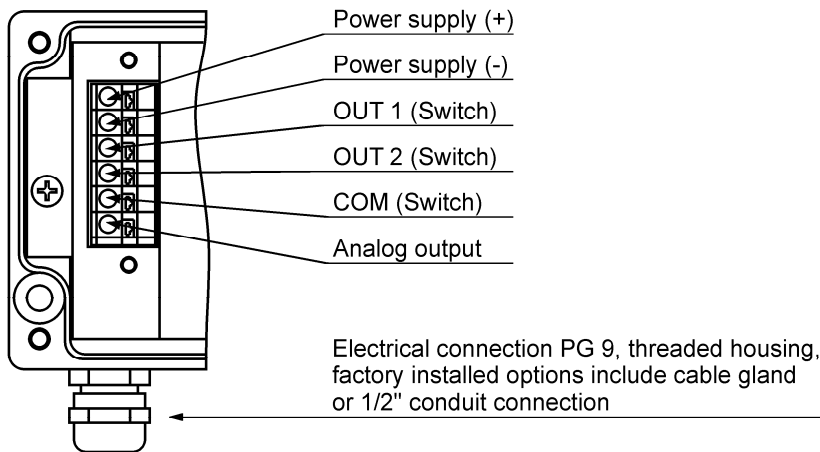 Power supply (+)
Power supply (-)
OUT 1 (Switch)
OUT 2 (Switch)
COM (Switch)
Analog output
Electrical connection PG 9, threaded housing,
factory installed options include cable gland
or 1/2" conduit connection